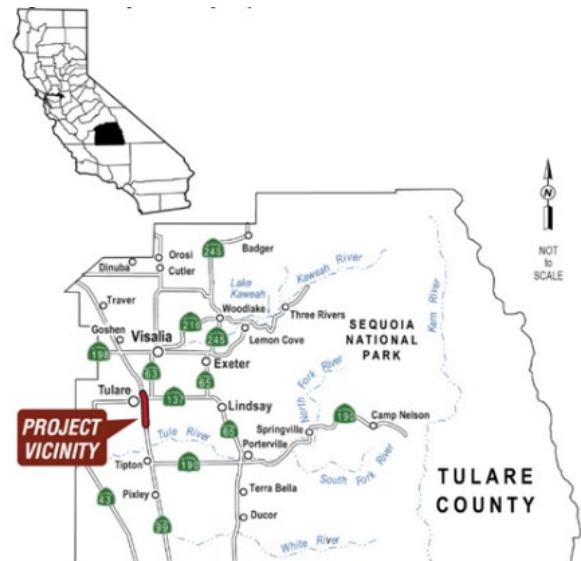 N
NOT
to
SCALE
Badger
245
Orosi
Cutler
Dinuba
Kaweah River
Lake
Kaweah
Traver
Woodlake
Three Rivers
Kern River
216
Goshen
245
Lemon Cove
SEQUOIA
NATIONAL
PARK
Visalia
198
63
Exeter
65
North Fork River
Tulare
137
Lindsay
PROJECT
VICINITY
Springville
190
Camp Nelson
Tule River
65
Porterville
Tipton
190
South Fork River
TULARE
COUNTY
43
Pixley
Terra Bella
99
Ducor
White River